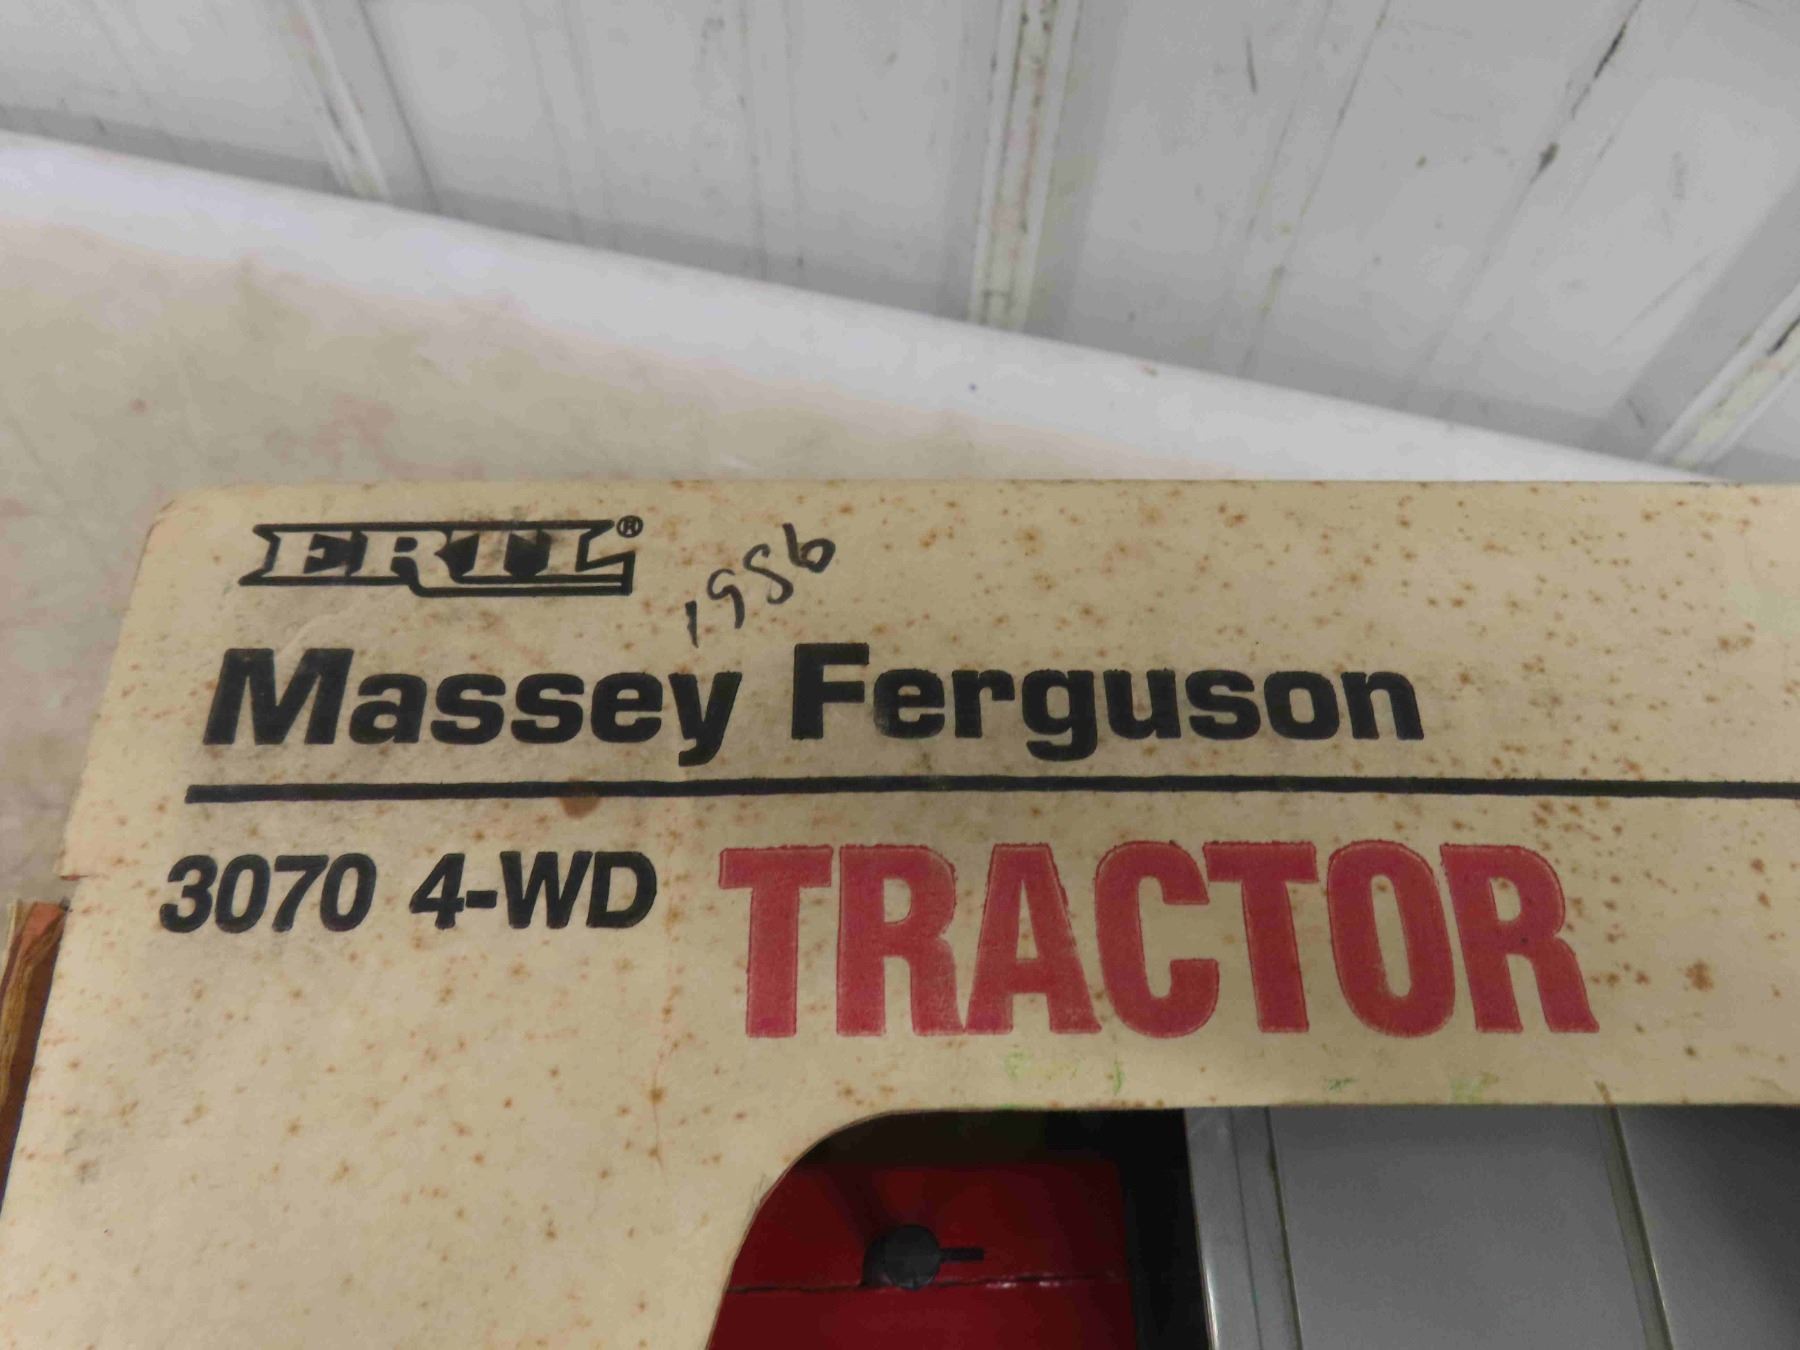 ERTL®
1986
Massey Ferguson
3070 4-WD TRACTOR